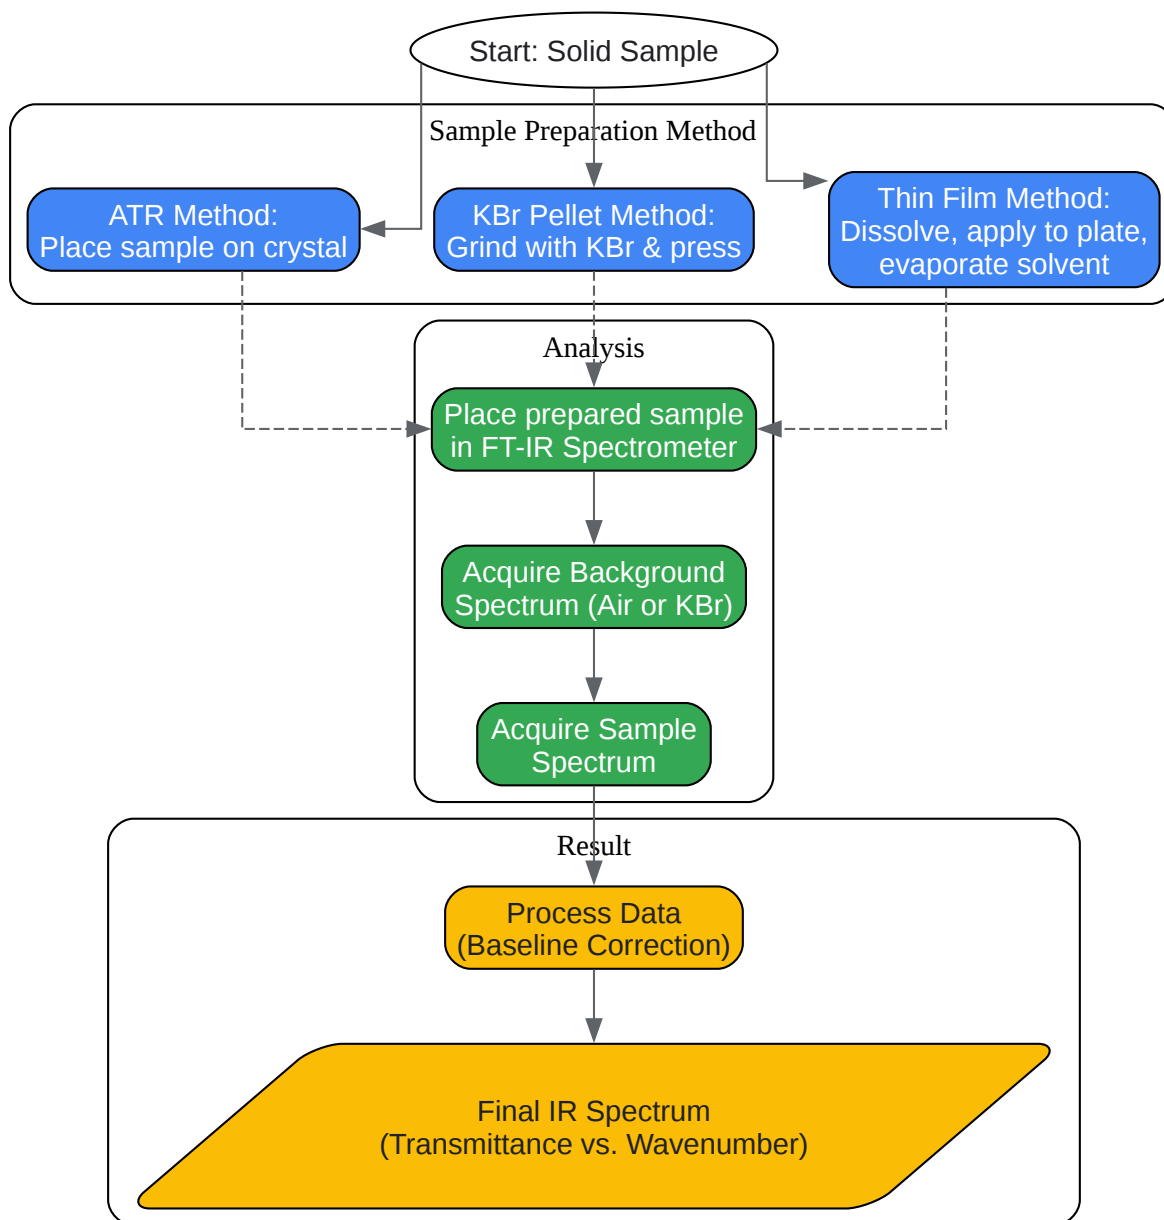 Start: Solid Sample
Sample Preparation Method
ATR Method:
Place sample on crystal
KBr Pellet Method:
Grind with KBr & press
Thin Film Method:
Dissolve, apply to plate,
evaporate solvent
Analysis
Place prepared sample
in FT-IR Spectrometer
Acquire Background
Spectrum (Air or KBr)
Acquire Sample
Spectrum
Result
Process Data
(Baseline Correction)
Final IR Spectrum
(Transmittance vs. Wavenumber)